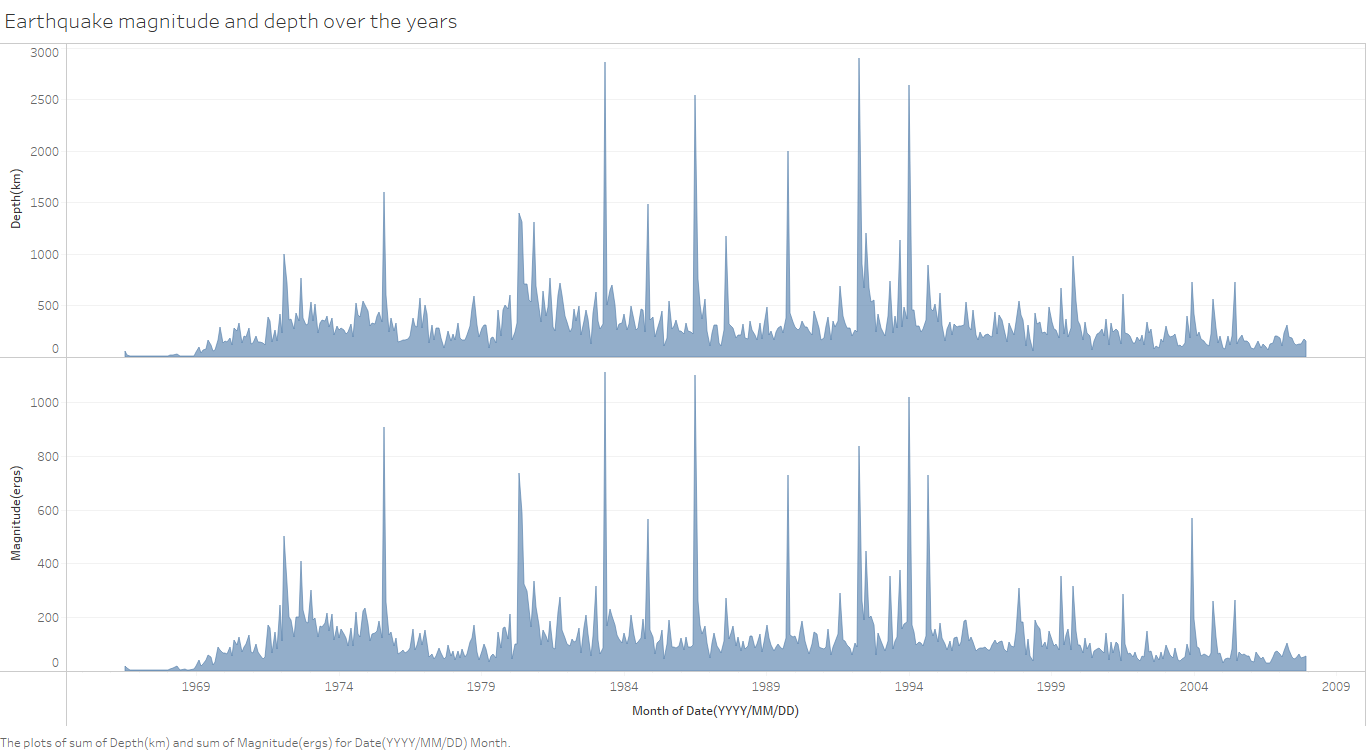 Earthquake magnitude and depth over the years
3000
2500
2000
1500
1000
500
0
Depth(km)
1000
800
600
400
200
0
Magnitude(ergs)
1969 1974 1979 1984 1989 1994 1999 2004 2009
Month of Date(YYYY/MM/DD)
The plots of sum of Depth(km) and sum of Magnitude(ergs) for Date(YYYY/MM/DD) Month.